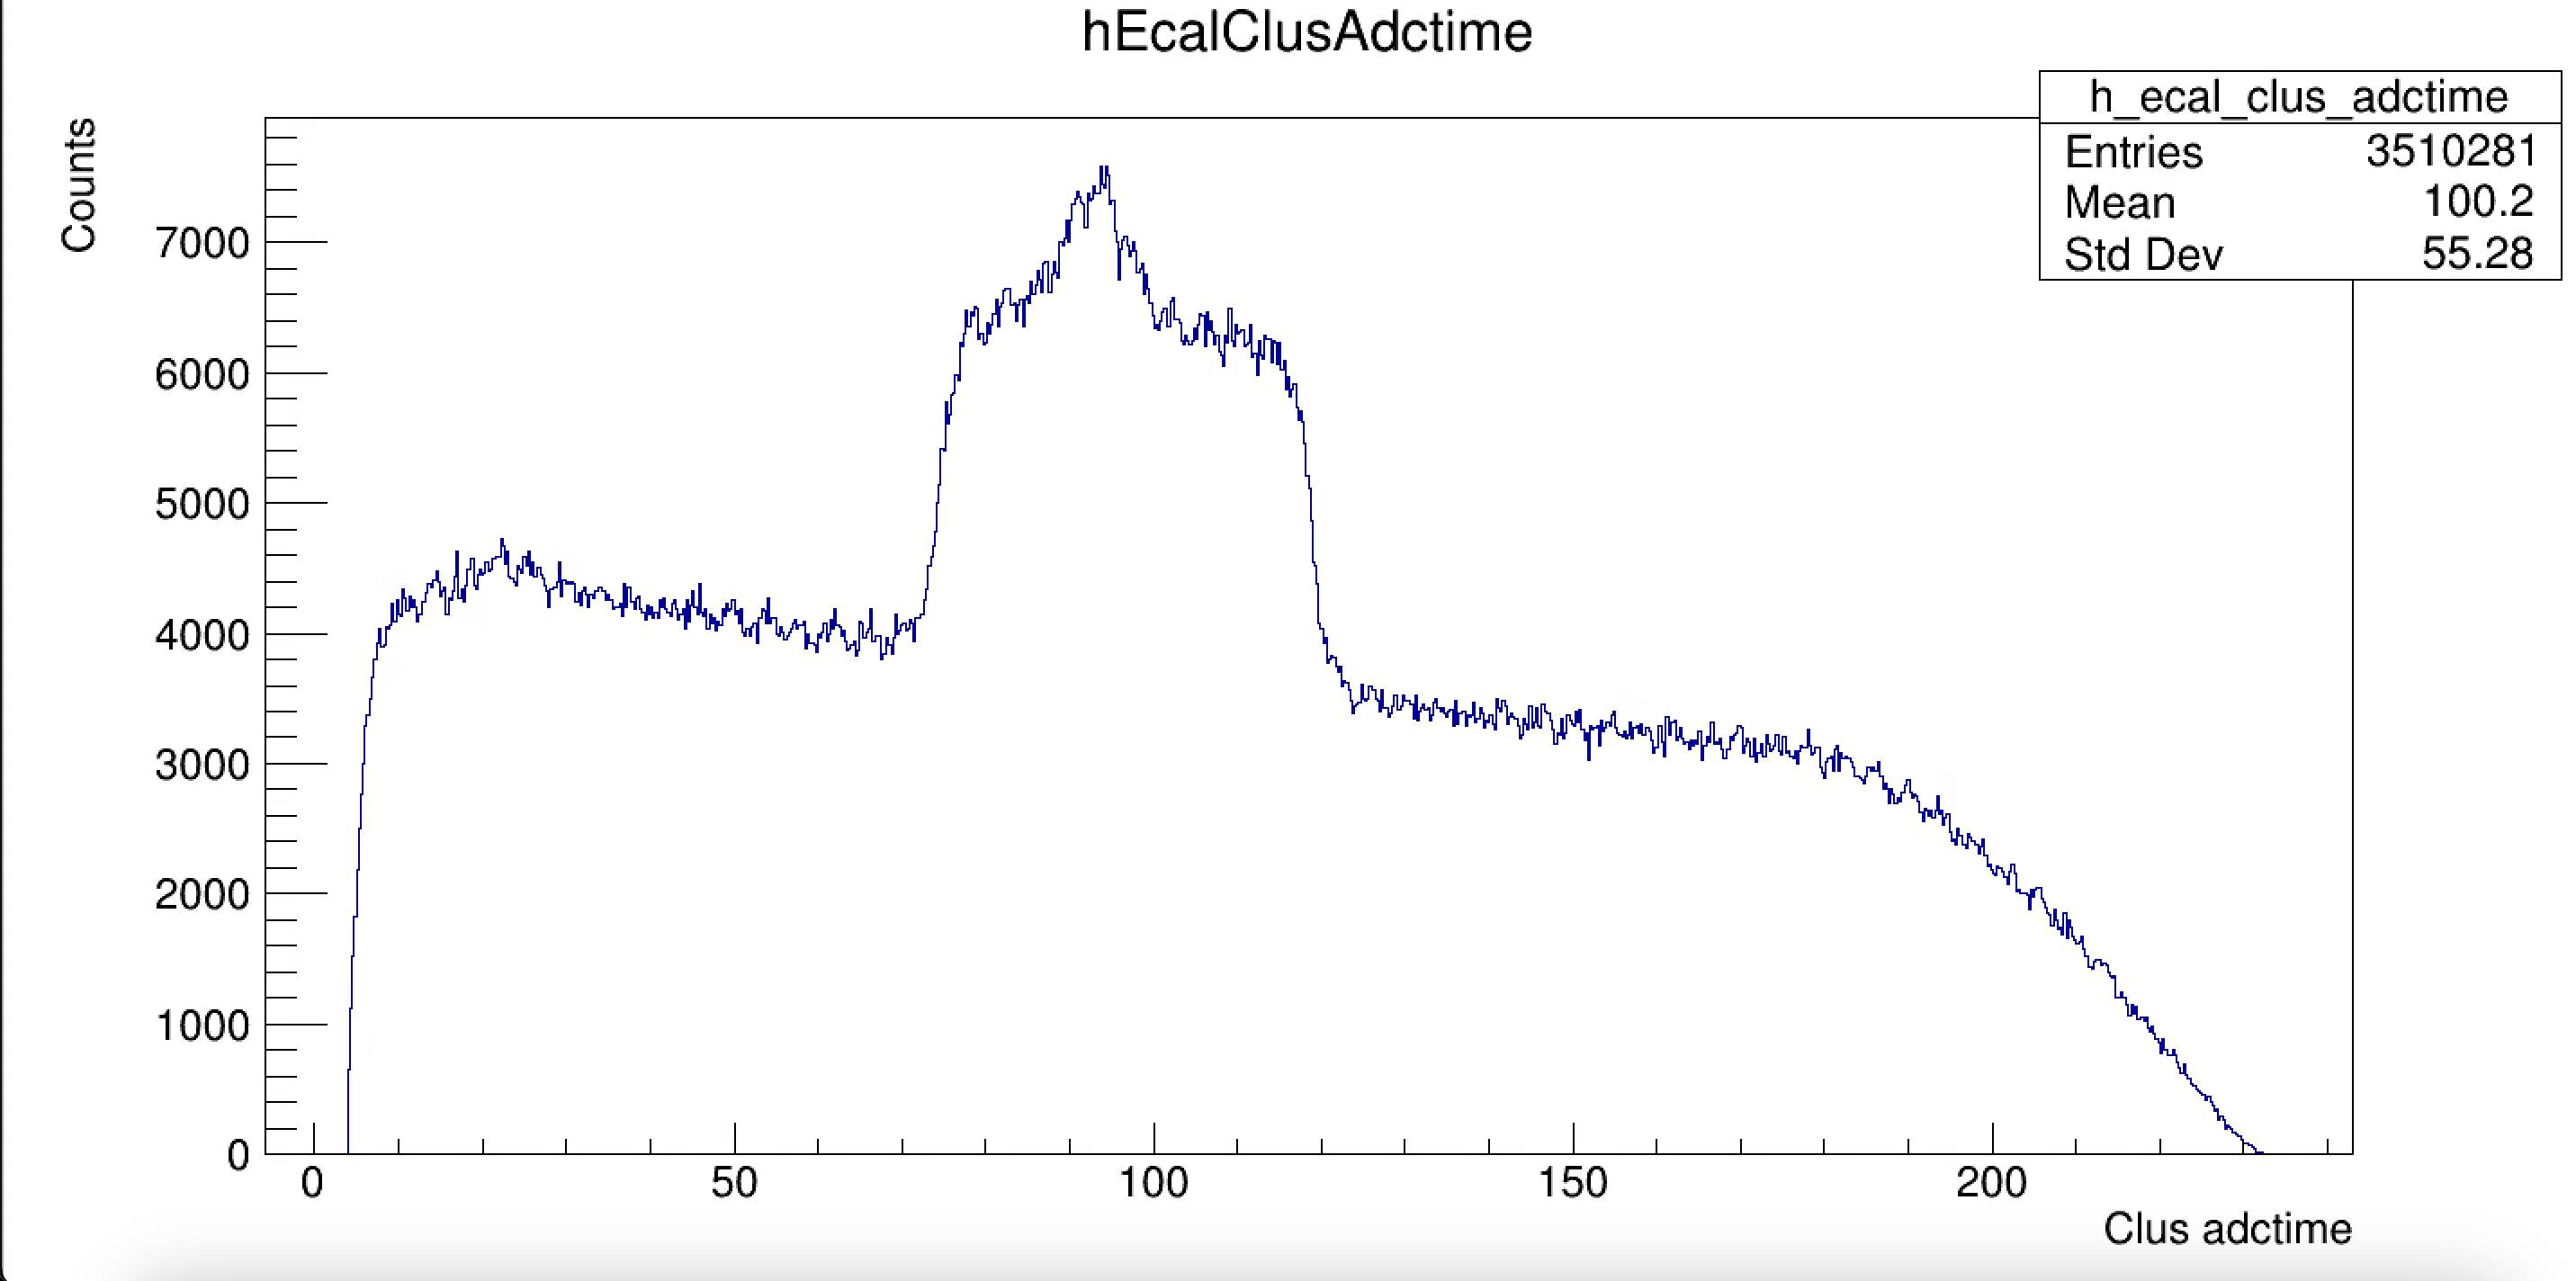 hEcalClusAdctime
h_ecal_clus_adctime
Entries 3510281
Mean 100.2
Std Dev 55.28
Counts
7000
6000
5000
4000
3000
2000
1000
0
0 50 100 150 200
Clus adctime